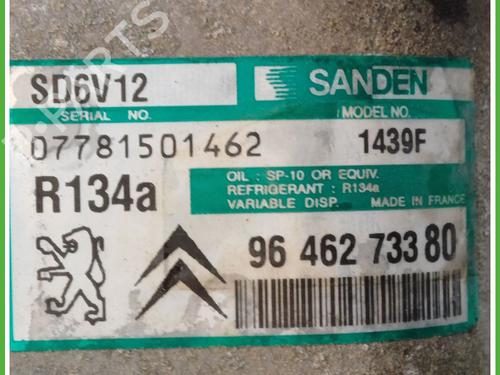 SD6V12
SANDEN
SERIAL NO.
MODEL NO.
07781501462
1439F
R134a
OIL : SP-10 OR EQUIV.
REFRIGERANT : R134a
VARIABLE DISP. MADE IN FRANCE
96 462 733 80